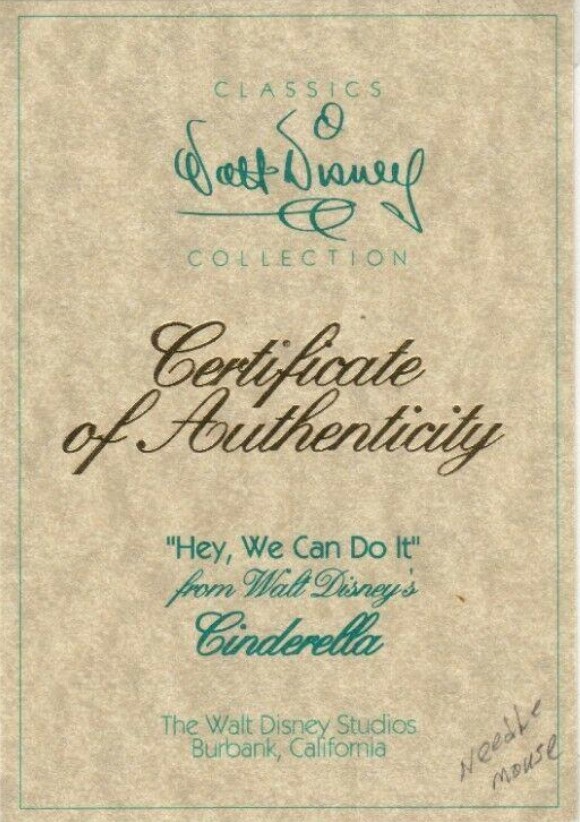 CLASSICS
Walt Disney
COLLECTION
Certificate
of Authenticity
"Hey, We Can Do It"
from Walt Disney's
Cinderella
The Walt Disney Studios
Burbank, California
Needle
mouse